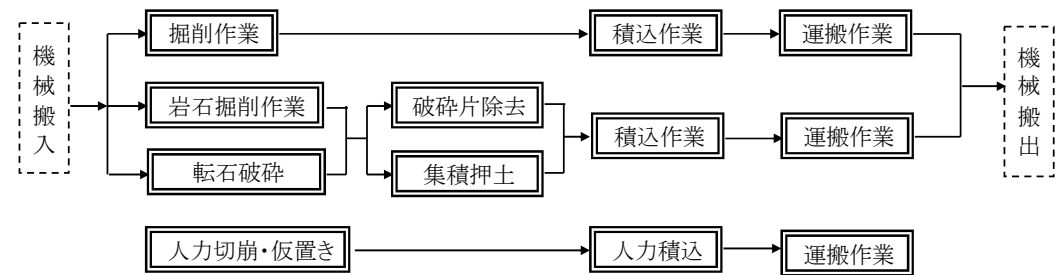 機械搬入
掘削作業
積込作業
運搬作業
岩石掘削作業
破砕片除去
転石破砕
集積押土
積込作業
運搬作業
機械搬出
人力切崩・仮置き
人力積込
運搬作業